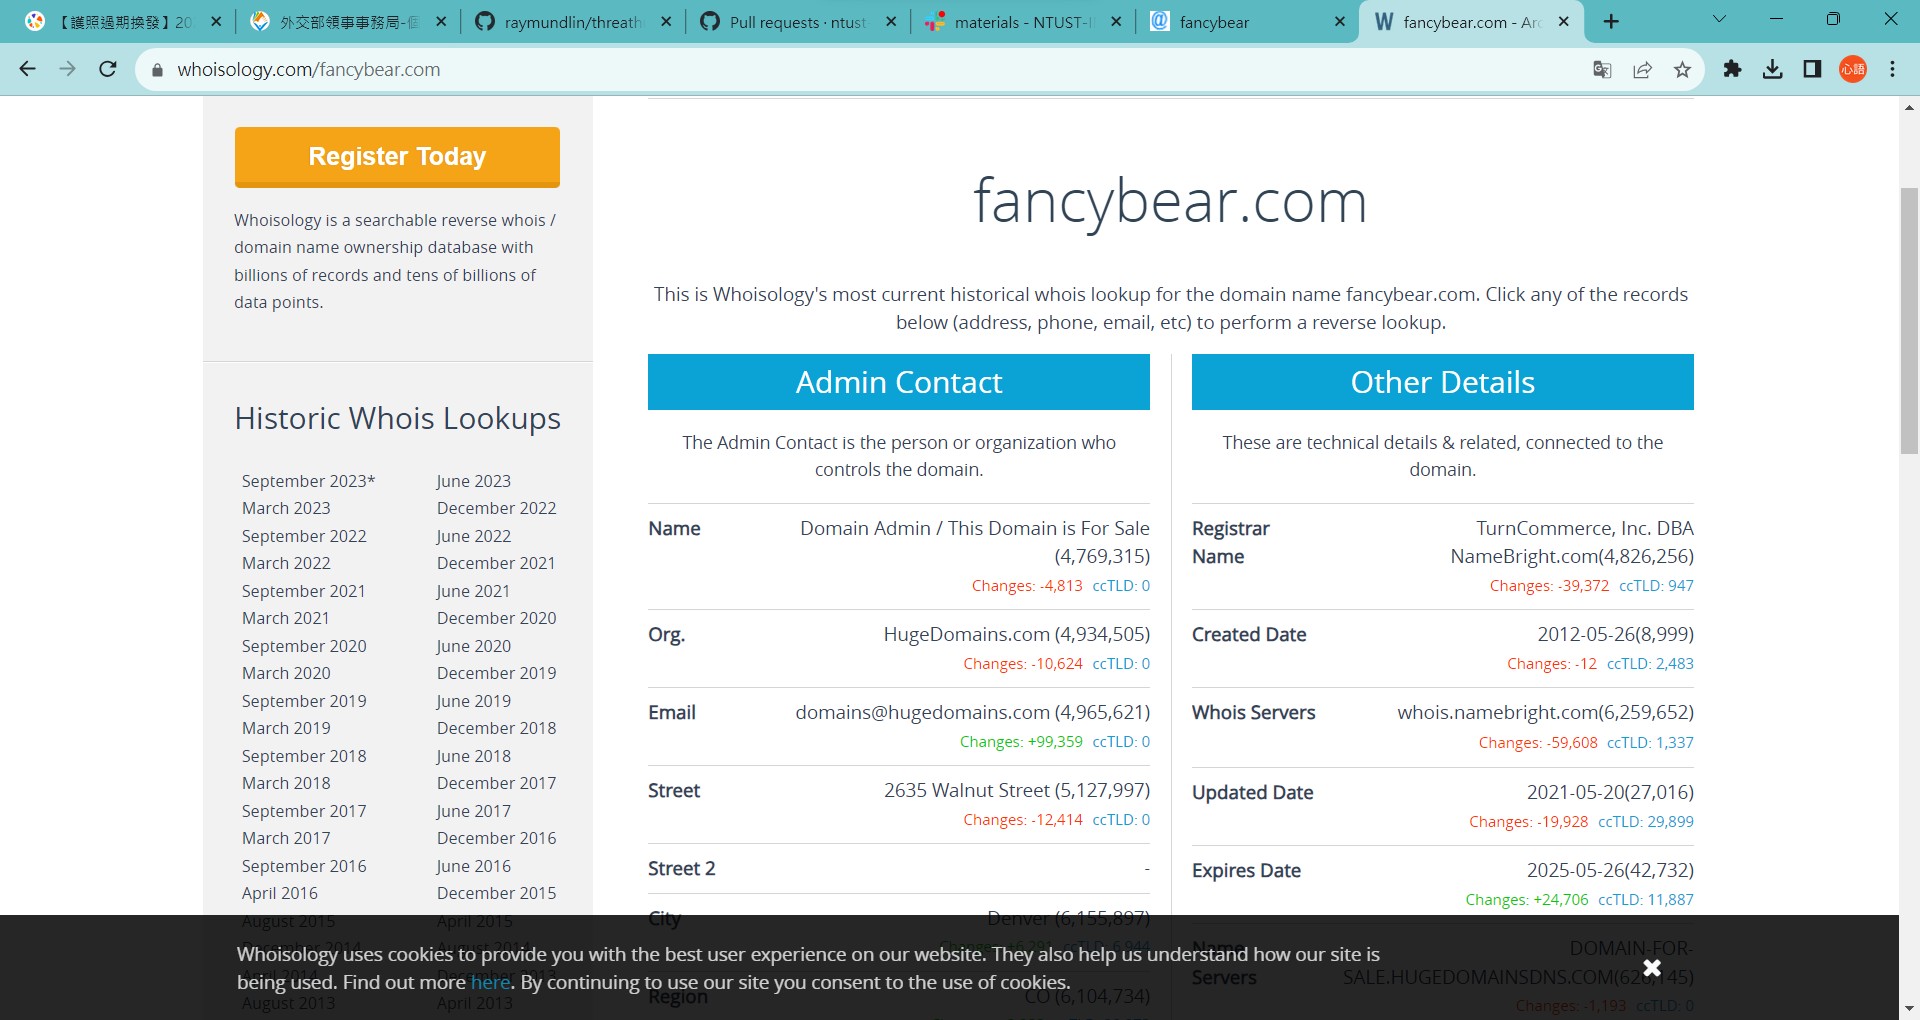 【護照過期換發】20
外交部領事事務局-個
raymundlin/threath
Pull requests · ntust-
materials - NTUST-I
fancybear
fancybear.com - Arc
whoisology.com/fancybear.com
心語
Register Today
Whoisology is a searchable reverse whois /
domain name ownership database with
billions of records and tens of billions of
data points.
Historic Whois Lookups
September 2023* June 2023
March 2023 December 2022
September 2022 June 2022
March 2022 December 2021
September 2021 June 2021
March 2021 December 2020
September 2020 June 2020
March 2020 December 2019
September 2019 June 2019
March 2019 December 2018
September 2018 June 2018
March 2018 December 2017
September 2017 June 2017
March 2017 December 2016
September 2016 June 2016
April 2016 December 2015
August 2015 April 2015
December 2014 August 2014
April 2014 December 2013
August 2013 April 2013
fancybear.com
This is Whoisology's most current historical whois lookup for the domain name fancybear.com. Click any of the records
below (address, phone, email, etc) to perform a reverse lookup.
Admin Contact
The Admin Contact is the person or organization who
controls the domain.
Name Domain Admin / This Domain is For Sale
(4,769,315)
Changes: -4,813 ccTLD: 0
Org. HugeDomains.com (4,934,505)
Changes: -10,624 ccTLD: 0
Email domains@hugedomains.com (4,965,621)
Changes: +99,359 ccTLD: 0
Street 2635 Walnut Street (5,127,997)
Changes: -12,414 ccTLD: 0
Street 2 -
City Denver (6,155,897)
Changes: +6,291 ccTLD: 6,944
Region CO (6,104,734)
Other Details
These are technical details & related, connected to the
domain.
Registrar TurnCommerce, Inc. DBA
Name NameBright.com(4,826,256)
Changes: -39,372 ccTLD: 947
Created Date 2012-05-26(8,999)
Changes: -12 ccTLD: 2,483
Whois Servers whois.namebright.com(6,259,652)
Changes: -59,608 ccTLD: 1,337
Updated Date 2021-05-20(27,016)
Changes: -19,928 ccTLD: 29,899
Expires Date 2025-05-26(42,732)
Changes: +24,706 ccTLD: 11,887
Name DOMAIN-FOR-
Servers SALE.HUGEDOMAINSDNS.COM
Changes: -1,193 ccTLD: 0
Whoisology uses cookies to provide you with the best user experience on our website. They also help us understand how our site is
being used. Find out more here. By continuing to use our site you consent to the use of cookies.